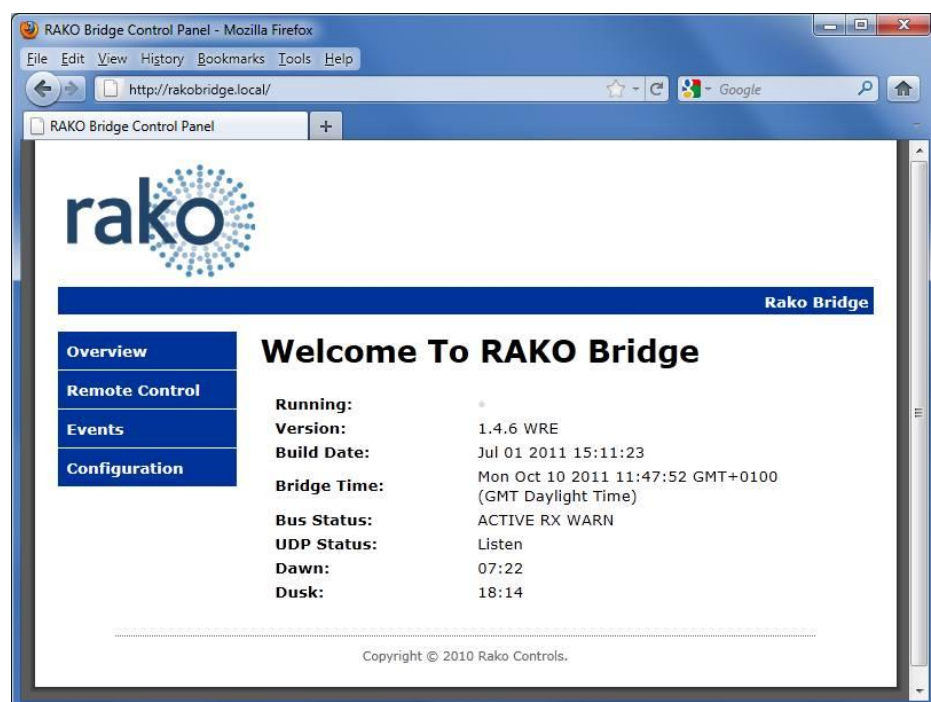 RAKO Bridge Control Panel - Mozilla Firefox
File Edit View History Bookmarks Tools Help
http://rakobridge.local/
Google
RAKO Bridge Control Panel
rako
Rako Bridge
Overview
Remote Control
Events
Configuration
Welcome To RAKO Bridge
Running:
Version: 1.4.6 WRE
Build Date: Jul 01 2011 15:11:23
Bridge Time: Mon Oct 10 2011 11:47:52 GMT+0100
(GMT Daylight Time)
Bus Status: ACTIVE RX WARN
UDP Status: Listen
Dawn: 07:22
Dusk: 18:14
Copyright © 2010 Rako Controls.